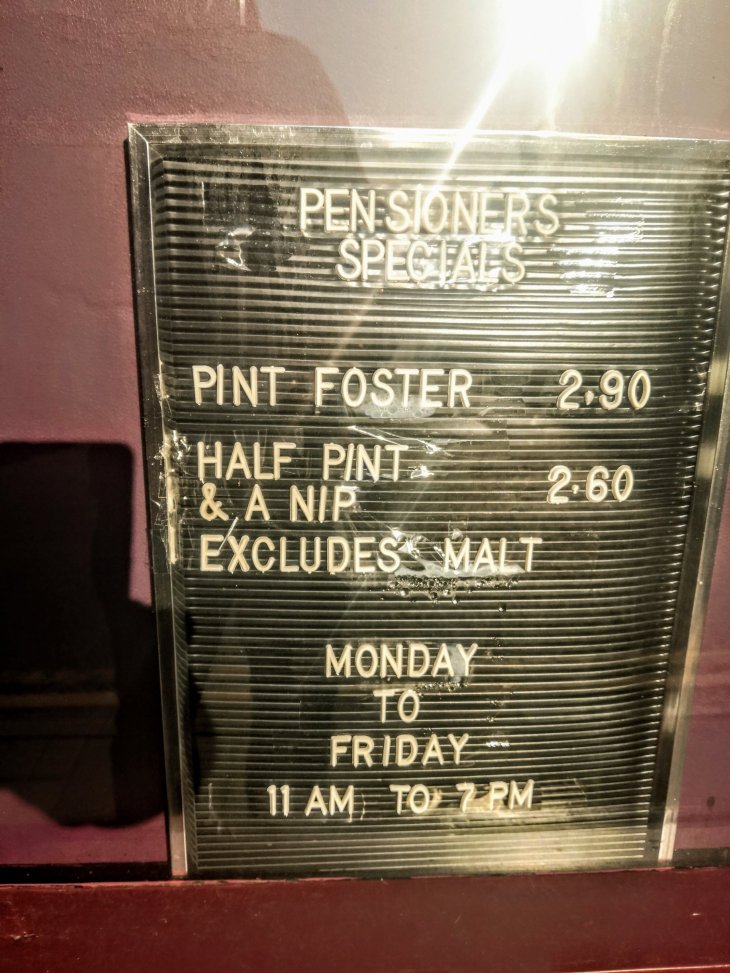 PENSIONERS
SPECIALS
PINT FOSTER 2.90
HALF PINT
& A NIP 2.60
EXCLUDES MALT
MONDAY
TO
FRIDAY
11 AM TO 7 PM